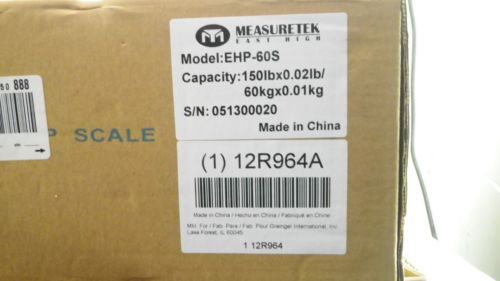 50 888
P SCALE
MEASURETEK
EAST HIGH
Model:EHP-60S
Capacity:150lbx0.02lb/
60kgx0.01kg
S/N: 051300020
Made in China
(1) 12R964A
Made in China / Hecho en China / Fabriqué en Chine
Mfd. For / Fab. Para / Fab. Pour Grainger International, Inc.
Lake Forest, IL 60045
1 12R964